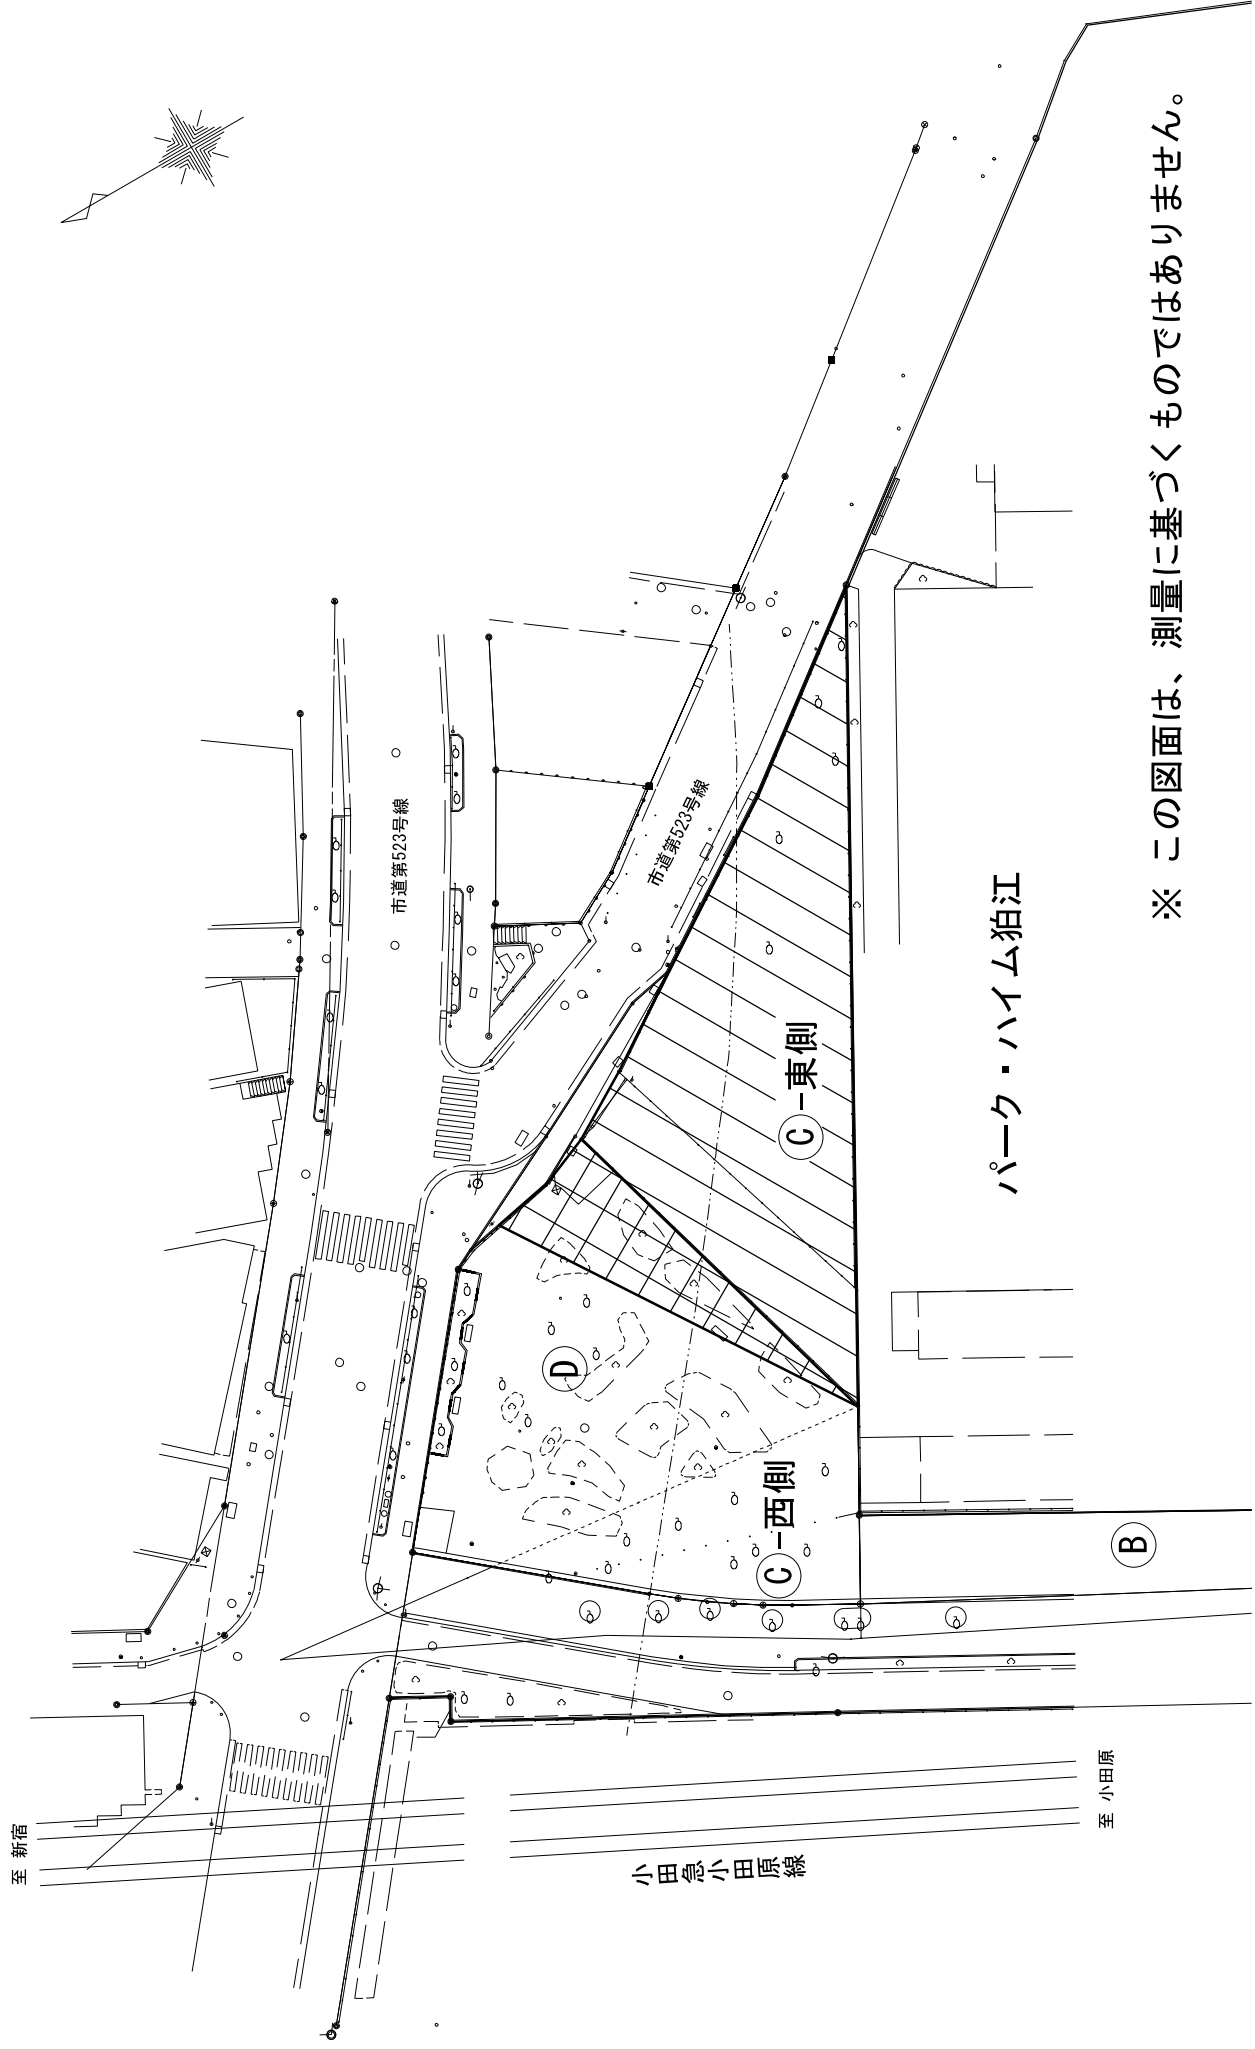 至 新宿
市道第523号線
市道第523号線
C-東側
D
C-西側
B
パーク・ハイム狛江
小田急小田原線
至 小田原
※ この図面は、測量に基づくものではありません。